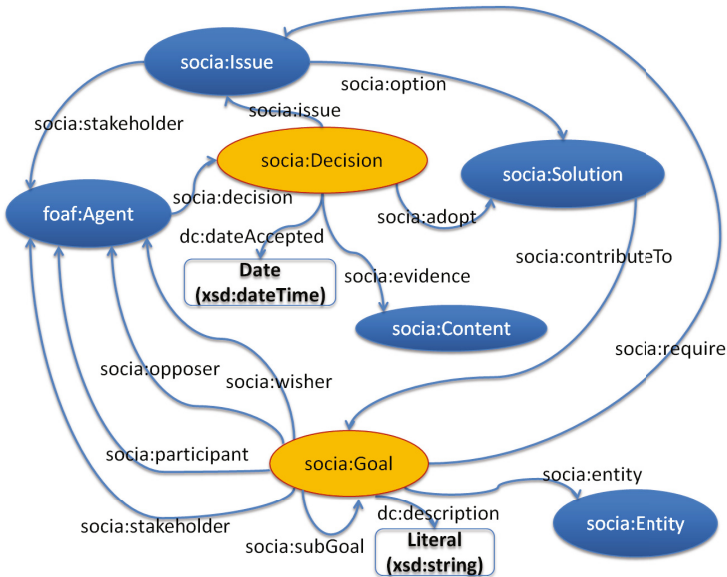 socia:Issue
socia:option
socia:issue
socia:stakeholder
socia:Decision
socia:Solution
socia:decision
foaf:Agent
socia:adopt
dc:dateAccepted
socia:contributeTo
Date
(xsd:dateTime)
socia:evidence
socia:Content
socia:require
socia:opposer
socia:wisher
socia:participant
socia:Goal
socia:entity
socia:stakeholder
dc:description
socia:Entity
socia:subGoal
Literal
(xsd:string)